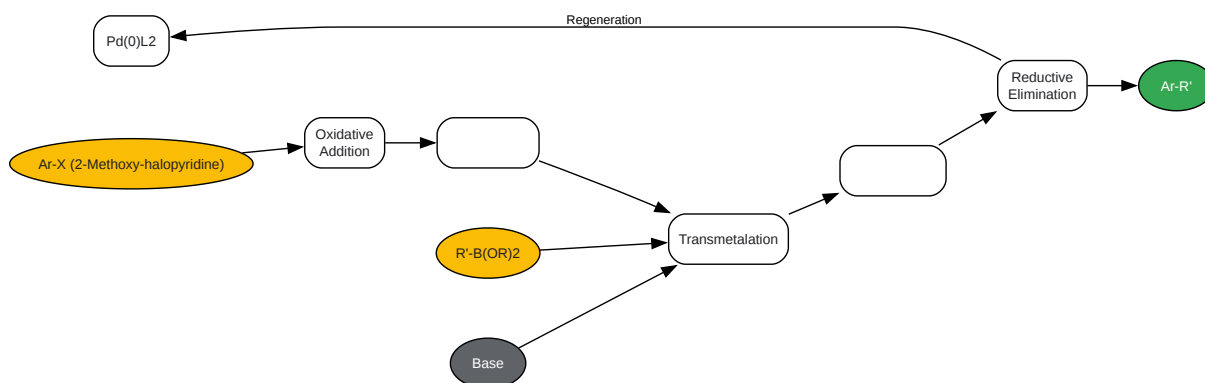 Regeneration
Pd(0)L2
Reductive
Elimination
Ar-R'
Oxidative
Addition
Ar-X (2-Methoxy-halopyridine)
Transmetalation
R'-B(OR)2
Base